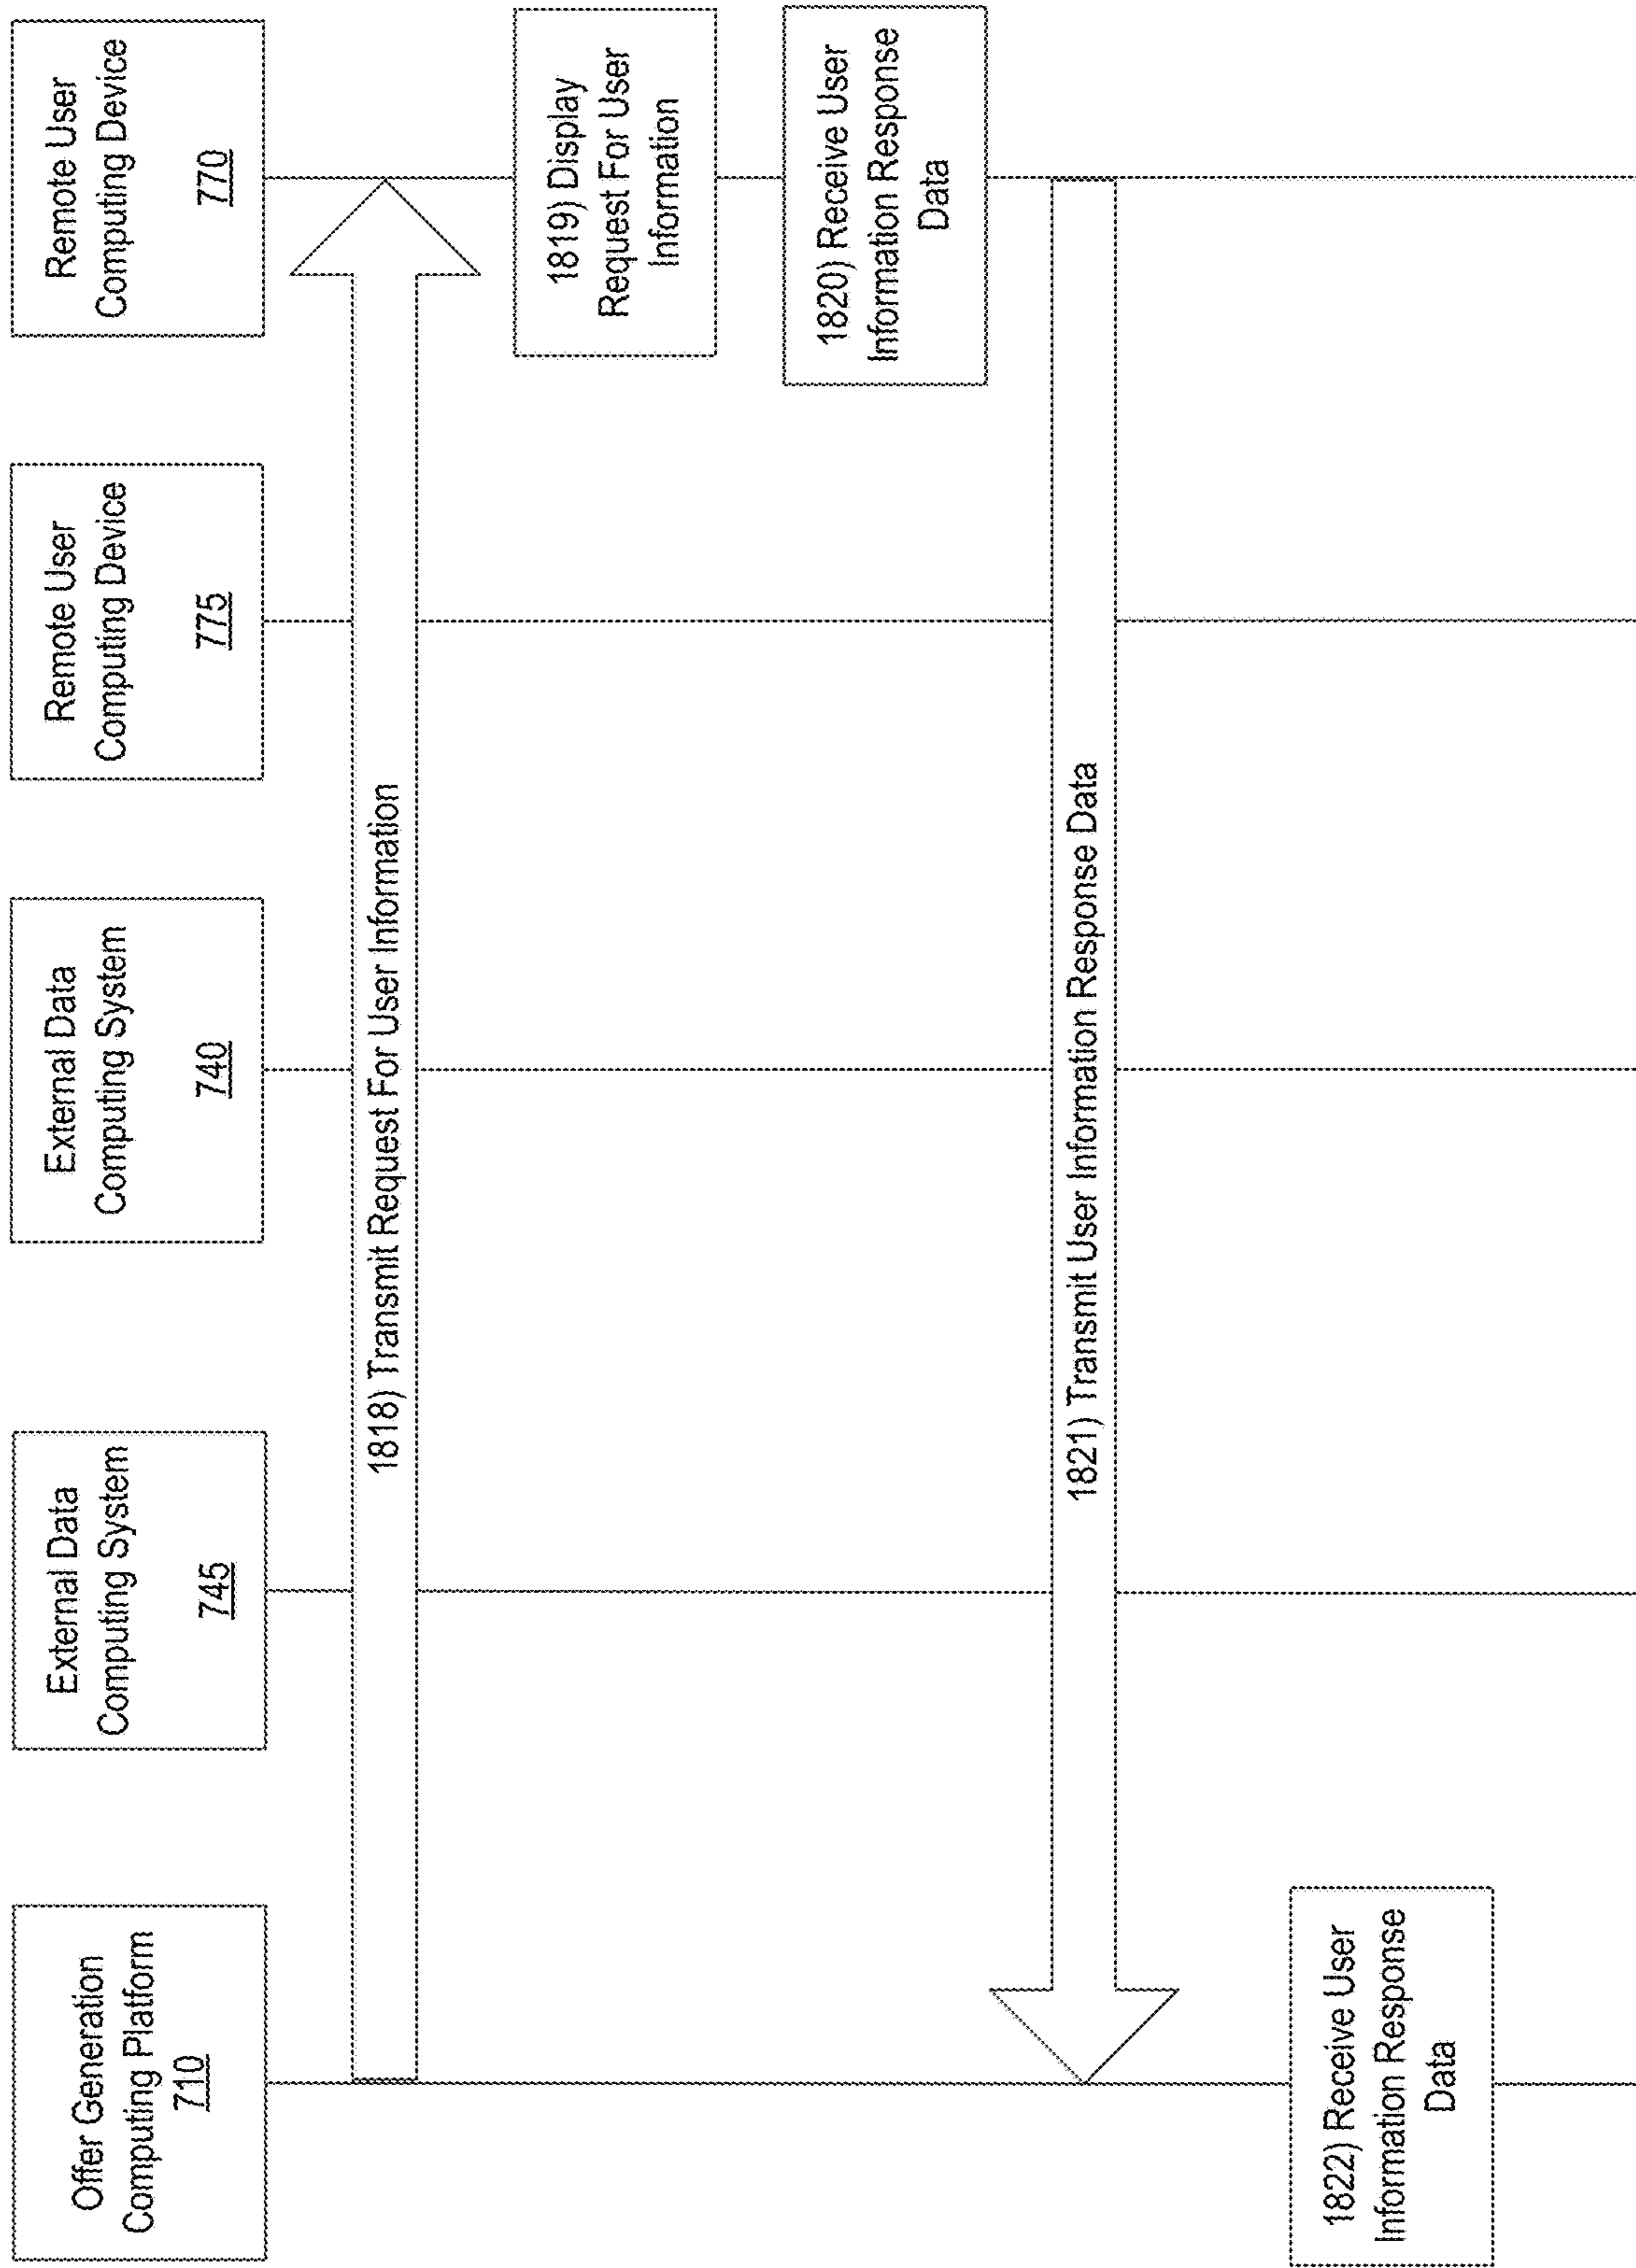 Offer Generation
Computing Platform
710
External Data
Computing System
745
External Data
Computing System
740
Remote User
Computing Device
775
Remote User
Computing Device
770
1818) Transmit Request For User Information
1819) Display
Request For User
Information
1820) Receive User
Information Response
Data
1821) Transmit User Information Response Data
1822) Receive User
Information Response
Data